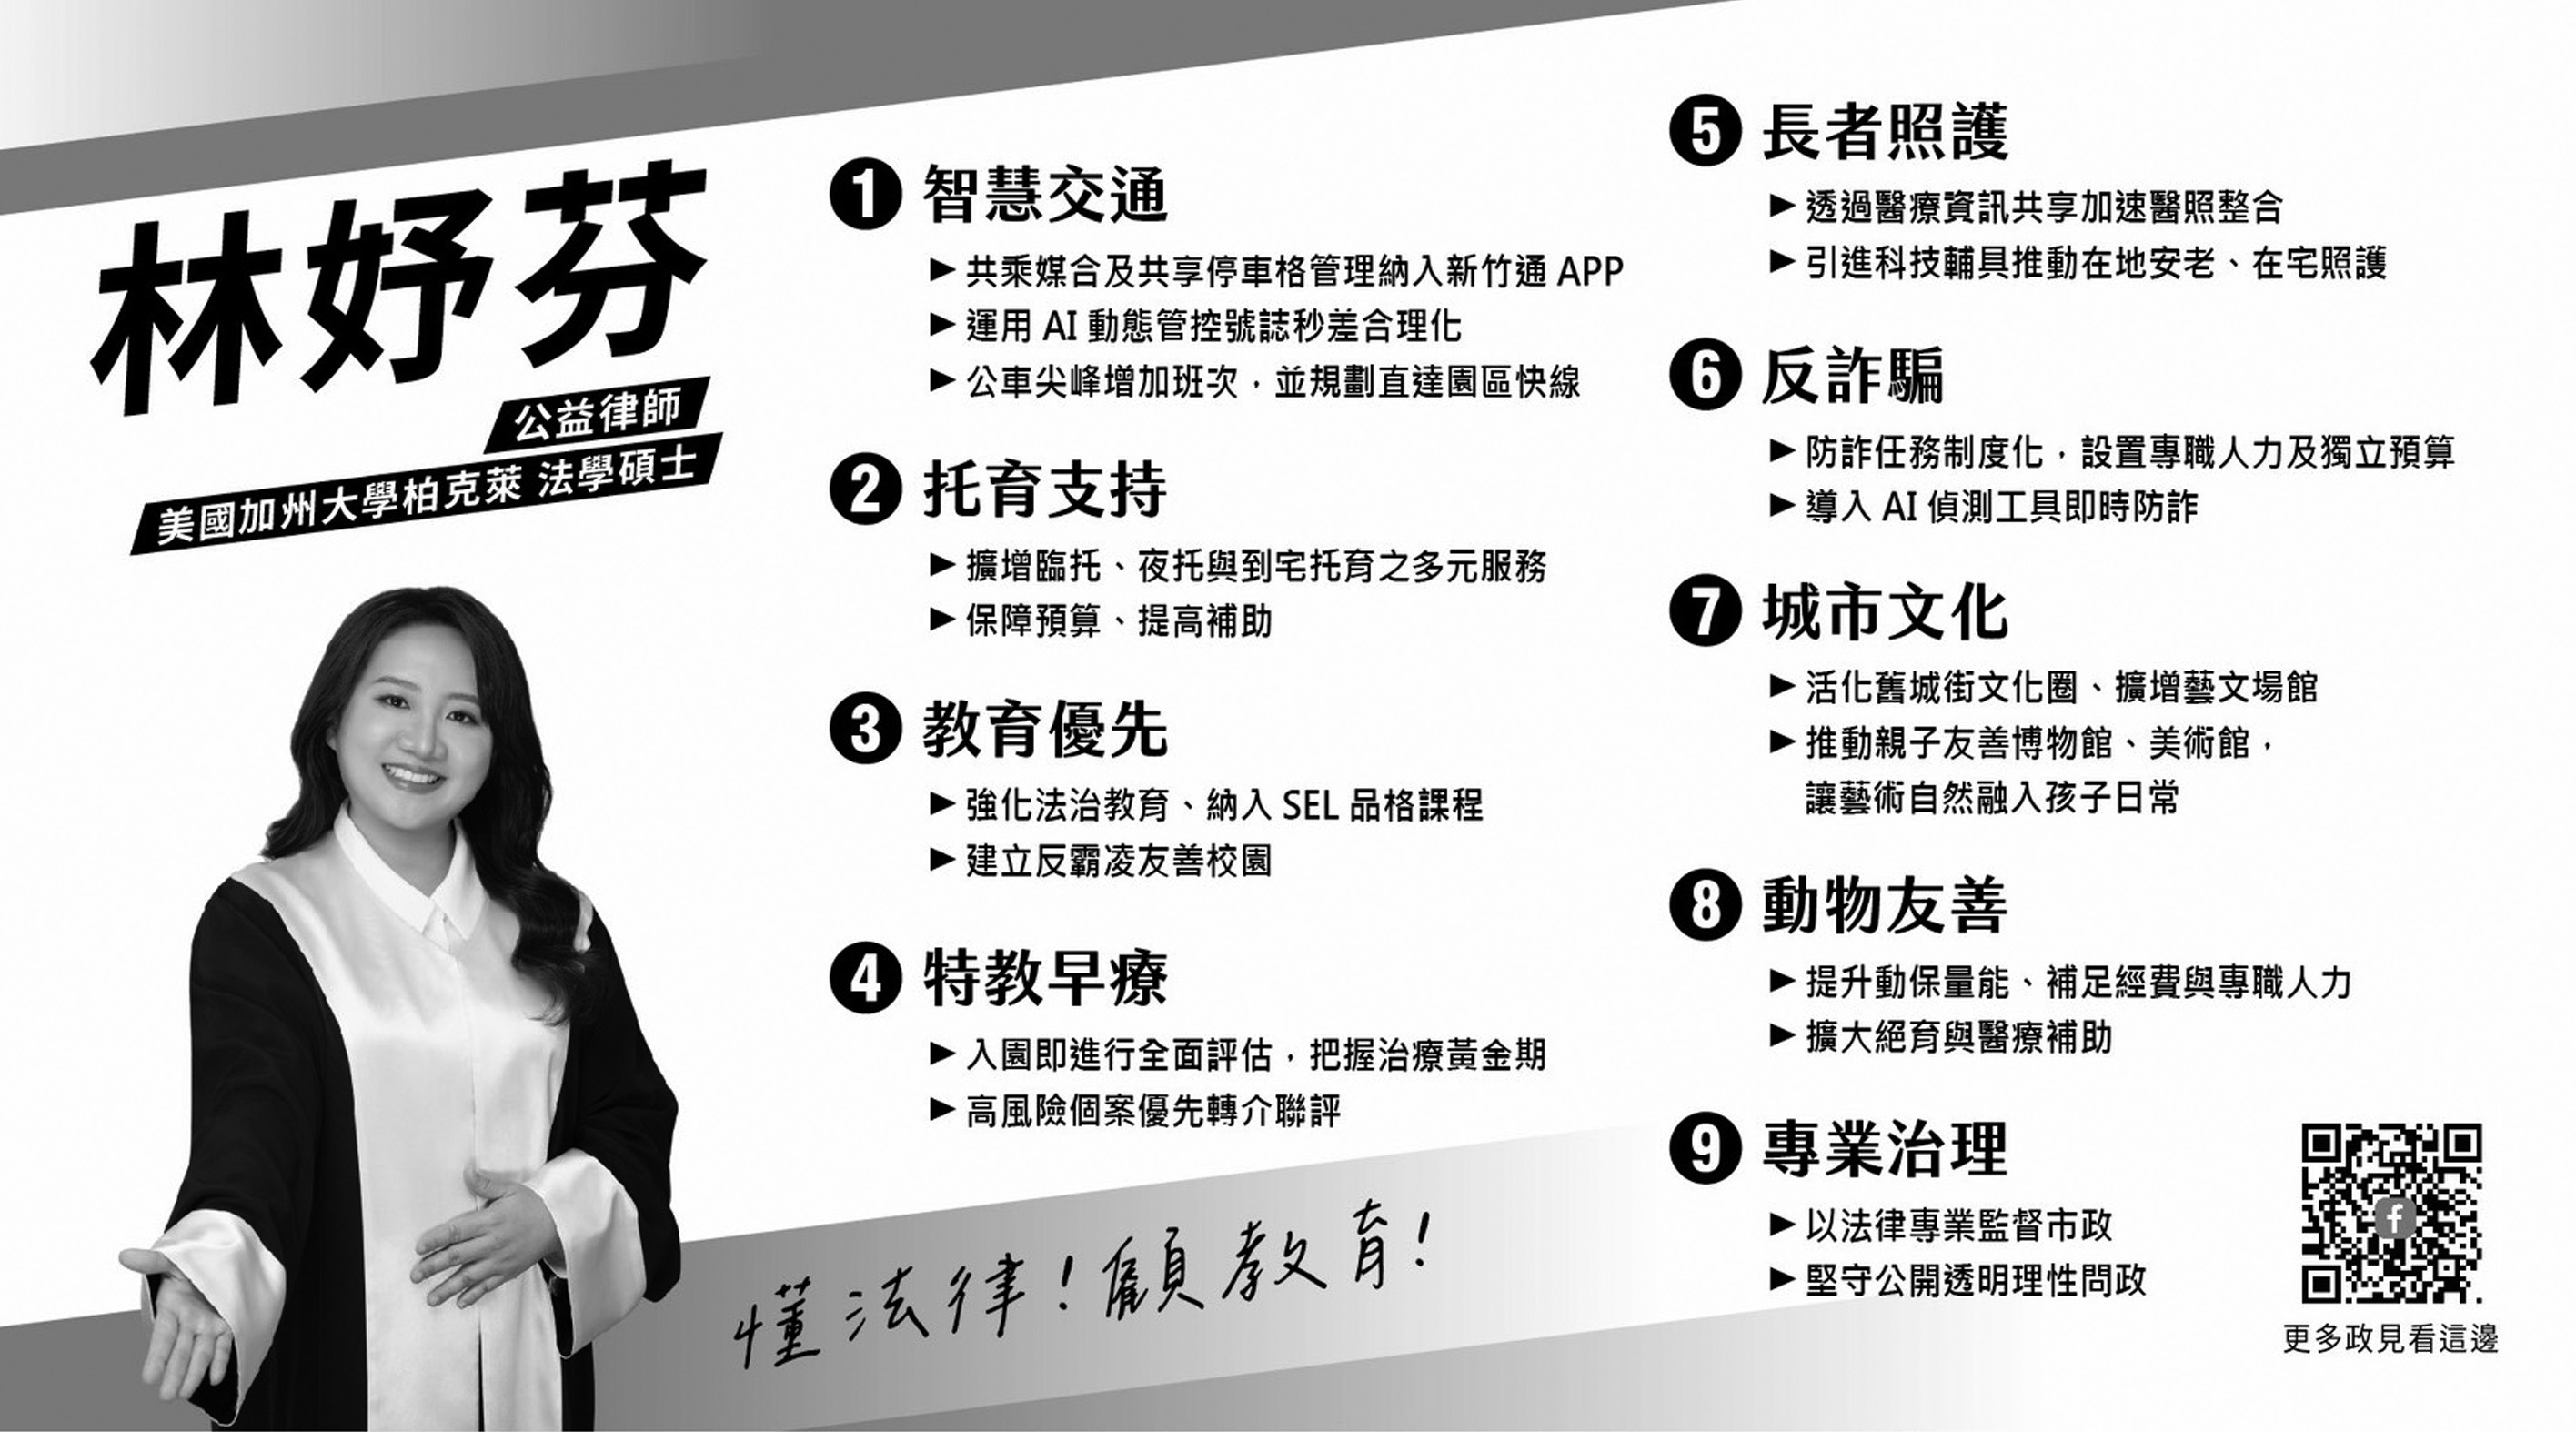 林妤芬
公益律師
美國加州大學柏克萊 法學碩士
1 智慧交通
▶共乘媒合及共享停車格管理納入新竹通 APP
▶運用 AI 動態管控號誌秒差合理化
▶公車尖峰增加班次，並規劃直達園區快線
2 托育支持
▶擴增臨托、夜托與到宅托育之多元服務
▶保障預算、提高補助
3 教育優先
▶強化法治教育、納入 SEL 品格課程
▶建立反霸凌友善校園
4 特教早療
▶入園即進行全面評估，把握治療黃金期
▶高風險個案優先轉介聯評
懂法律！顧教育！
5 長者照護
▶透過醫療資訊共享加速醫照整合
▶引進科技輔具推動在地安老、在宅照護
6 反詐騙
▶防詐任務制度化，設置專職人力及獨立預算
▶導入 AI 偵測工具即時防詐
7 城市文化
▶活化舊城街文化圈、擴增藝文場館
▶推動親子友善博物館、美術館，
讓藝術自然融入孩子日常
8 動物友善
▶提升動保量能、補足經費與專職人力
▶擴大絕育與醫療補助
9 專業治理
▶以法律專業監督市政
▶堅守公開透明理性問政
更多政見看這邊